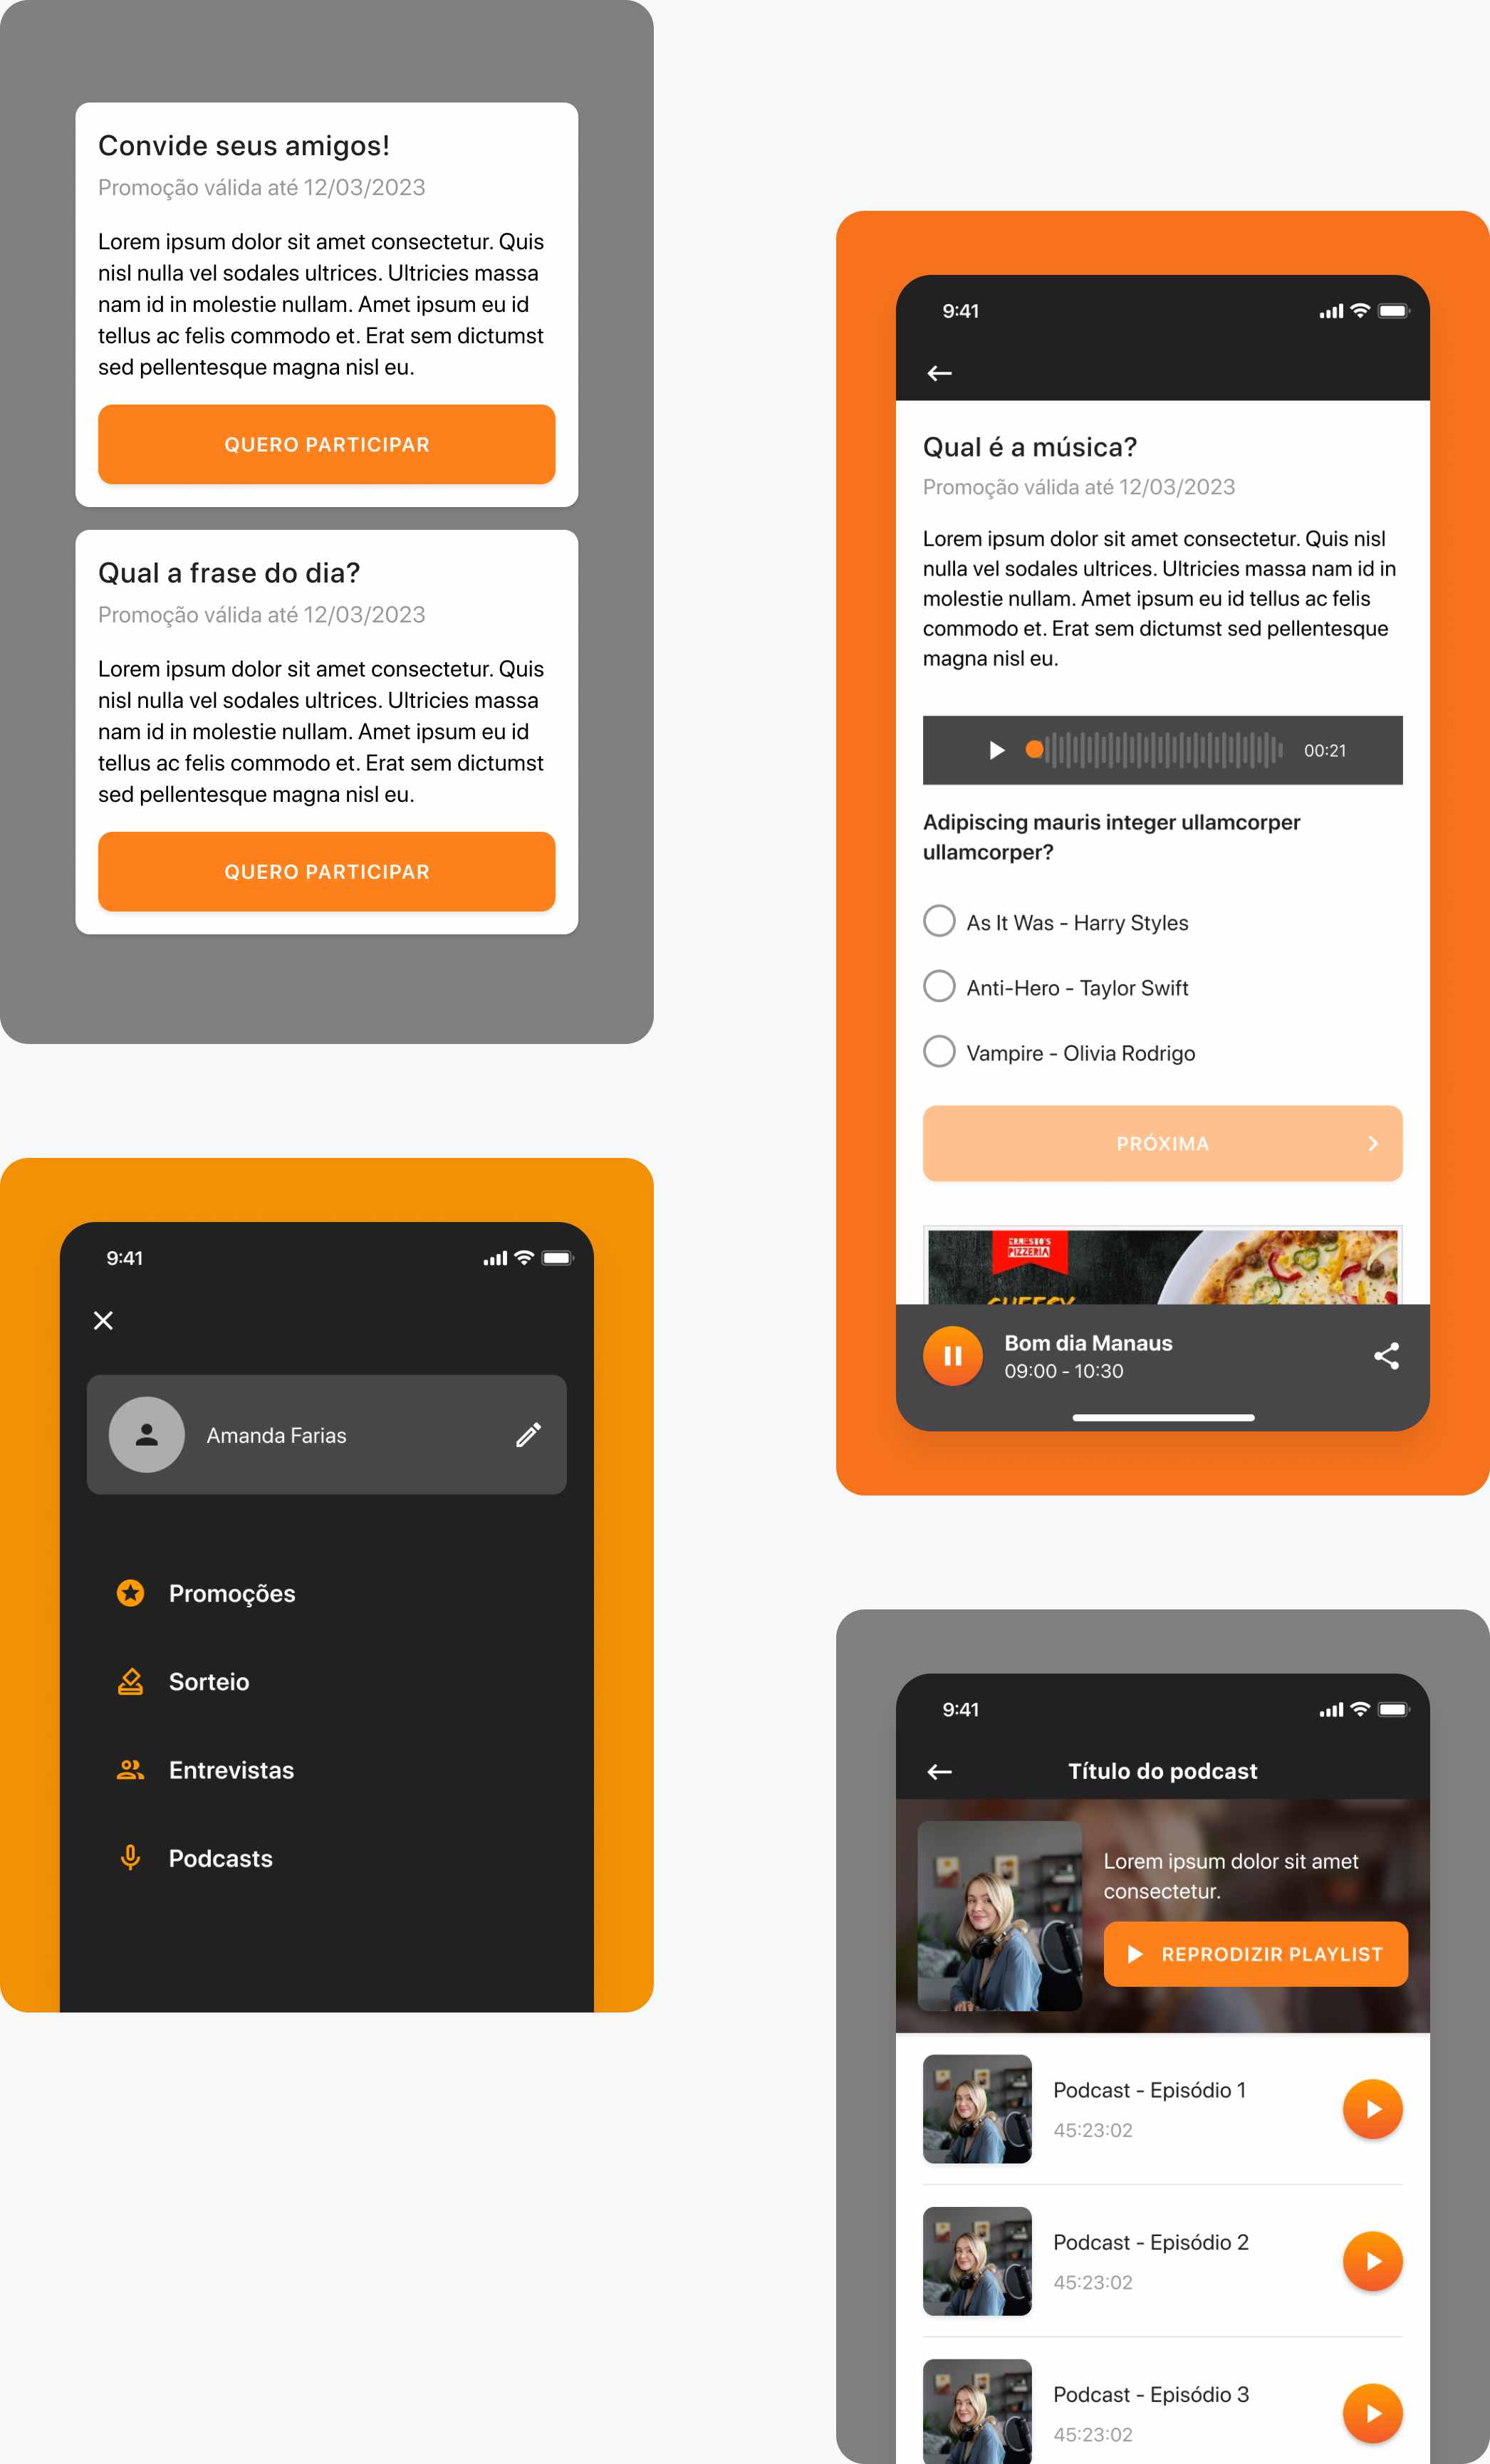 Convide seus amigos!
Promoção válida até 12/03/2023
Lorem ipsum dolor sit amet consectetur. Quis
nisl nulla vel sodales ultrices. Ultricies massa
nam id in molestie nullam. Amet ipsum eu id
tellus ac felis commodo et. Erat sem dictumst
sed pellentesque magna nisl eu.
QUERO PARTICIPAR
Qual a frase do dia?
Promoção válida até 12/03/2023
Lorem ipsum dolor sit amet consectetur. Quis
nisl nulla vel sodales ultrices. Ultricies massa
nam id in molestie nullam. Amet ipsum eu id
tellus ac felis commodo et. Erat sem dictumst
sed pellentesque magna nisl eu.
QUERO PARTICIPAR
9:41
Amanda Farias
Promoções
Sorteio
Entrevistas
Podcasts
9:41
Qual é a música?
Promoção válida até 12/03/2023
Lorem ipsum dolor sit amet consectetur. Quis nisl
nulla vel sodales ultrices. Ultricies massa nam id in
molestie nullam. Amet ipsum eu id tellus ac felis
commodo et. Erat sem dictumst sed pellentesque
magna nisl eu.
00:21
Adipiscing mauris integer ullamcorper
ullamcorper?
As It Was - Harry Styles
Anti-Hero - Taylor Swift
Vampire - Olivia Rodrigo
PRÓXIMA
ERNESTO'S
PIZZERIA
Bom dia Manaus
09:00 - 10:30
9:41
Título do podcast
Lorem ipsum dolor sit amet
consectetur.
REPRODIZIR PLAYLIST
Podcast - Episódio 1
45:23:02
Podcast - Episódio 2
45:23:02
Podcast - Episódio 3
45:23:02